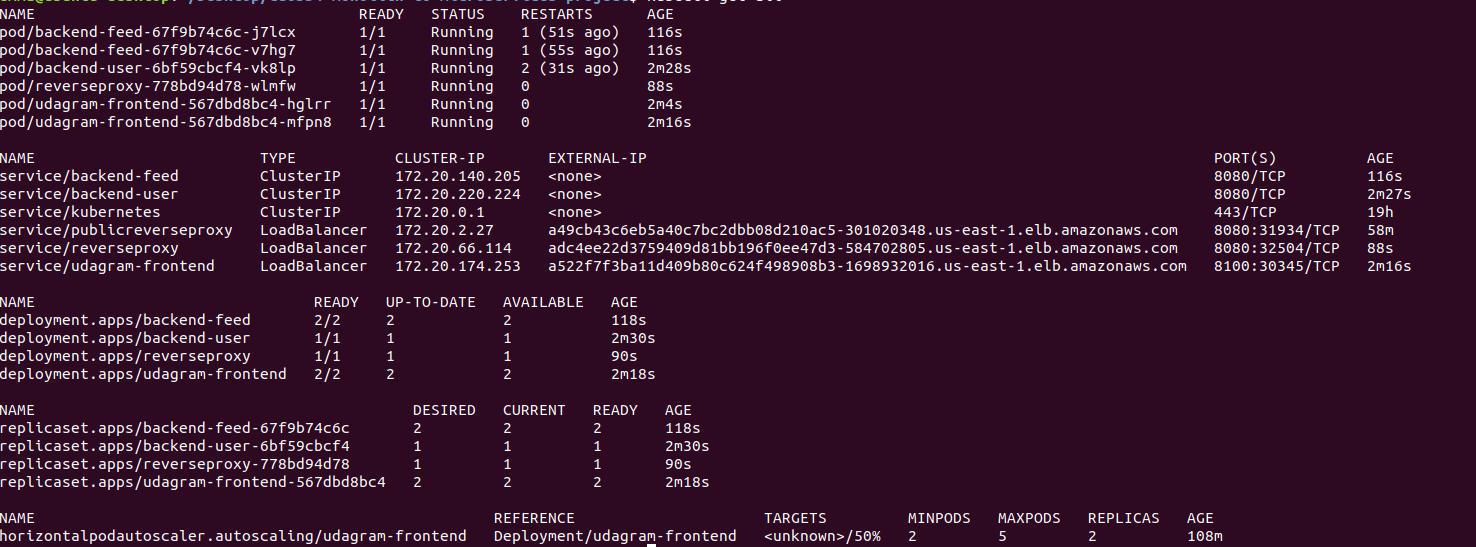 NAME READY STATUS RESTARTS AGE
pod/backend-feed-67f9b74c6c-j7lcx 1/1 Running 1 (51s ago) 116s
pod/backend-feed-67f9b74c6c-v7hg7 1/1 Running 1 (55s ago) 116s
pod/backend-user-6bf59cbcf4-vk8lp 1/1 Running 2 (31s ago) 2m28s
pod/reverseproxy-778bd94d78-wlmfw 1/1 Running 0 88s
pod/udagram-frontend-567dbd8bc4-hglrr 1/1 Running 0 2m4s
pod/udagram-frontend-567dbd8bc4-mfpn8 1/1 Running 0 2m16s
NAME TYPE CLUSTER-IP EXTERNAL-IP PORT(S) AGE
service/backend-feed ClusterIP 172.20.140.205 <none> 8080/TCP 116s
service/backend-user ClusterIP 172.20.220.224 <none> 8080/TCP 2m27s
service/kubernetes ClusterIP 172.20.0.1 <none> 443/TCP 19h
service/publicreverseproxy LoadBalancer 172.20.2.27 a49cb43c6eb5a40c7bc2dbb08d210ac5-301020348.us-east-1.elb.amazonaws.com 8080:31934/TCP 58m
service/reverseproxy LoadBalancer 172.20.66.114 adc4ee22d3759409d81bb196f0ee47d3-584702805.us-east-1.elb.amazonaws.com 8080:32504/TCP 88s
service/udagram-frontend LoadBalancer 172.20.174.253 a522f7f3ba11d409b80c624f498908b3-1698932016.us-east-1.elb.amazonaws.com 8100:30345/TCP 2m16s
NAME READY UP-TO-DATE AVAILABLE AGE
deployment.apps/backend-feed 2/2 2 2 118s
deployment.apps/backend-user 1/1 1 1 2m30s
deployment.apps/reverseproxy 1/1 1 1 90s
deployment.apps/udagram-frontend 2/2 2 2 2m18s
NAME DESIRED CURRENT READY AGE
replicaset.apps/backend-feed-67f9b74c6c 2 2 2 118s
replicaset.apps/backend-user-6bf59cbcf4 1 1 1 2m30s
replicaset.apps/reverseproxy-778bd94d78 1 1 1 90s
replicaset.apps/udagram-frontend-567dbd8bc4 2 2 2 2m18s
NAME REFERENCE TARGETS MINPODS MAXPODS REPLICAS AGE
horizontalpodautoscaler.autoscaling/udagram-frontend Deployment/udagram-frontend <unknown>/50% 2 5 2 108m